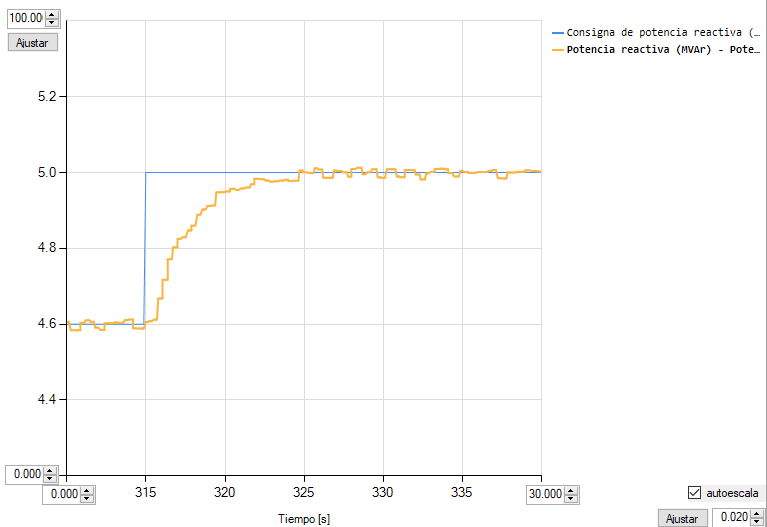 100.00
Ajustar
Consigna de potencia reactiva (…
Potencia reactiva (MVAr) - Pote…
5.2
5.0
4.8
4.6
4.4
0.000
0.000
315
320
325
330
335
30.000
Tiempo [s]
autoescala
Ajustar
0.020